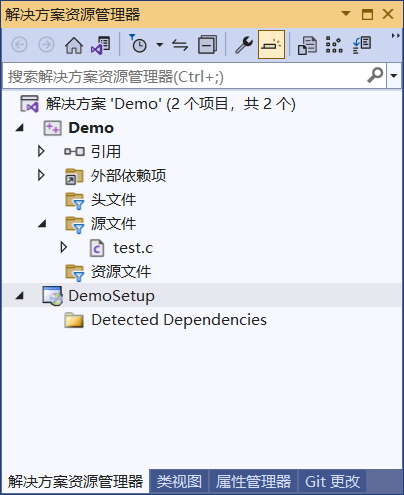 解决方案资源管理器
搜索解决方案资源管理器(Ctrl+;)
解决方案 'Demo' (2 个项目，共 2 个)
Demo
引用
外部依赖项
头文件
源文件
test.c
资源文件
DemoSetup
Detected Dependencies
解决方案资源管理器 类视图 属性管理器 Git 更改